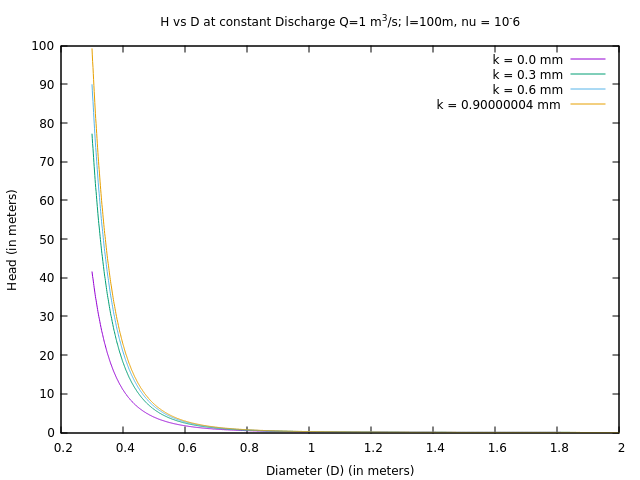 H vs D at constant Discharge Q=1 m³/s; l=100m, nu = 10⁻6
k = 0.0 mm
k = 0.3 mm
k = 0.6 mm
k = 0.90000004 mm
100
90
80
70
60
50
40
30
20
10
0
0.2 0.4 0.6 0.8 1 1.2 1.4 1.6 1.8 2
Head (in meters)
Diameter (D) (in meters)